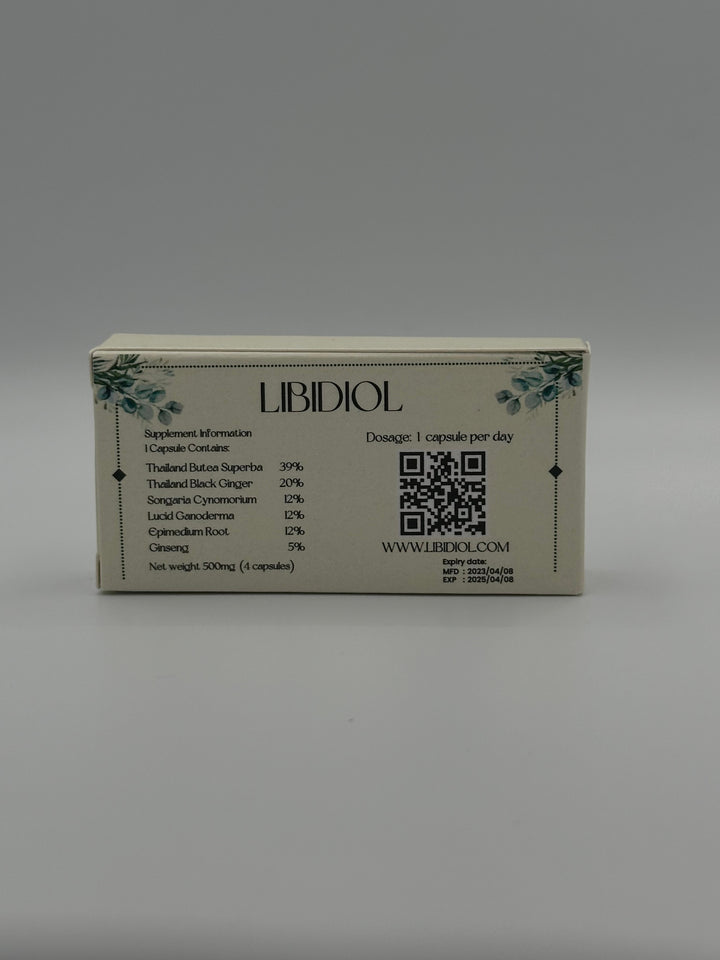 LIBIDIOL
Supplement Information
1 Capsule Contains:
Thailand Butea Superba 39%
Thailand Black Ginger 20%
Songaria Cynomorium 12%
Lucid Ganoderma 12%
Epimedium Root 12%
Ginseng 5%
Net weight 500mg (4 capsules)
Dosage: 1 capsule per day
WWW.LIBIDIOL.COM
Expiry date:
MFD : 2023/04/08
EXP : 2025/04/08